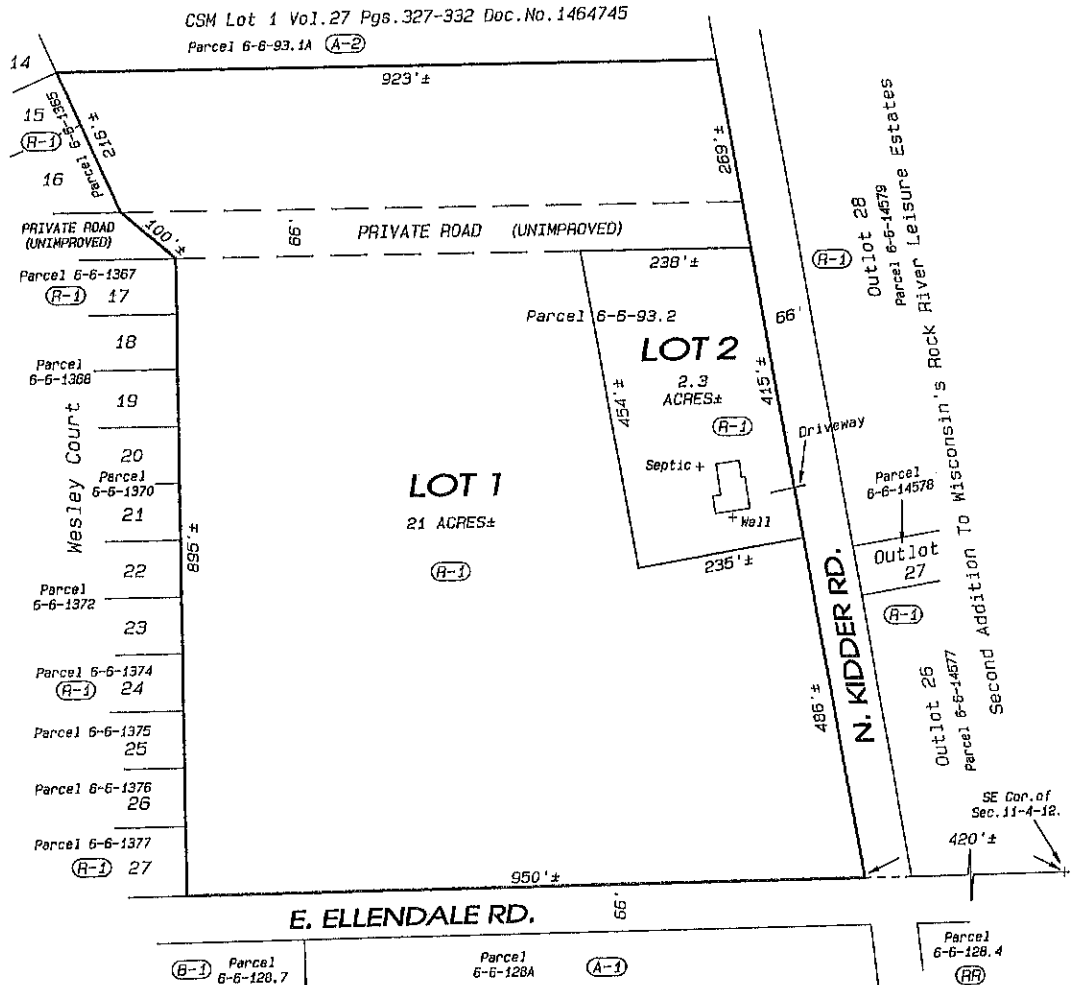 CSM Lot 1 Vol.27 Pgs.327-332 Doc.No.1464745
Parcel 6-6-93.1A (A-2)
14
923'±
15
(R-1)
16
Parcel 6-6-1365
216'±
269'±
PRIVATE ROAD
(UNIMPROVED)
100'±
66'
PRIVATE ROAD (UNIMPROVED)
238'±
(R-1)
Outlot 28
Parcel 6-6-14579
Second Addition To Wisconsin's Rock River Leisure Estates
Parcel 6-6-1367
(R-1) 17
Parcel 6-6-93.2
66'
LOT 2
2.3
ACRES±
(R-1)
454'±
415'±
18
Parcel
6-6-1368
19
Driveway
20
Parcel
6-6-1370
21
Wesley Court
895'±
LOT 1
21 ACRES±
(R-1)
Septic +
+ Well
235'±
Parcel
6-6-14578
Outlot
27
(R-1)
22
Parcel
6-6-1372
23
N. KIDDER RD.
486'±
Parcel 6-6-1374
(R-1) 24
Outlot 26
Parcel 6-6-14577
Parcel 6-6-1375
25
Parcel 6-6-1376
26
SE Cor.of
Sec.11-4-12.
420'±
Parcel 6-6-1377
(R-1) 27
950'±
E. ELLENDALE RD.
66'
(B-1) Parcel
6-6-128.7
Parcel
6-6-128A
(A-1)
Parcel
6-6-128.4
(RR)